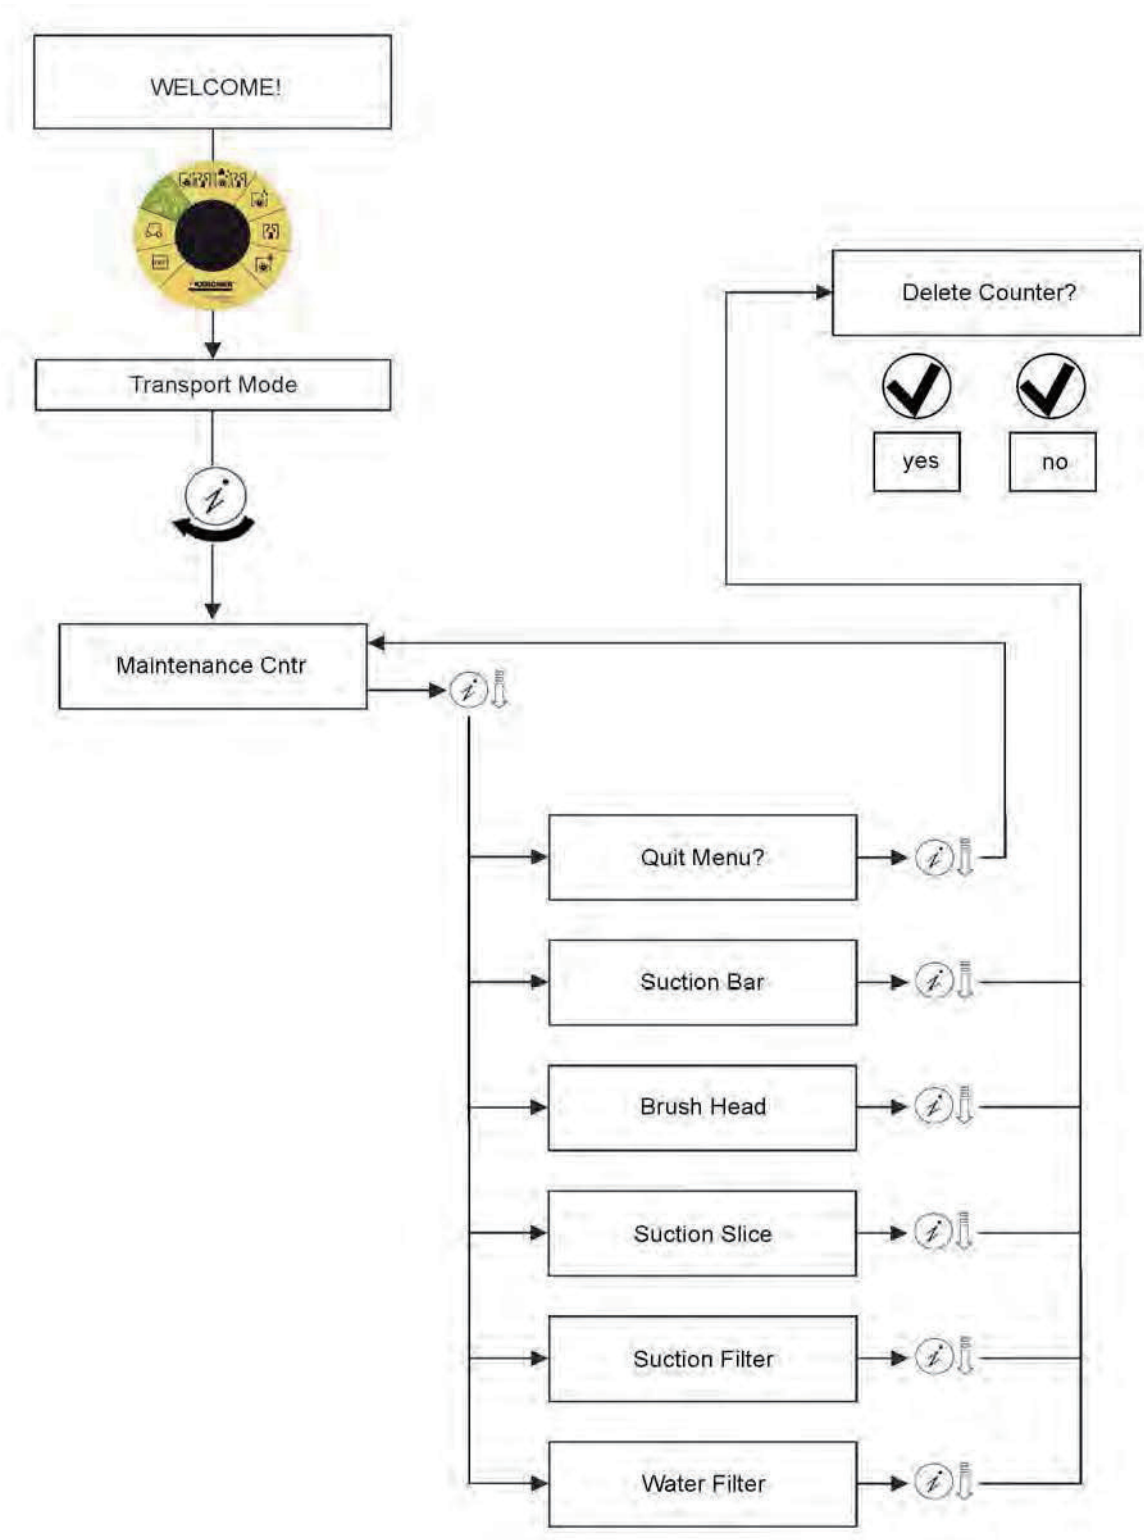 WELCOME!
KARCHER
Transport Mode
Delete Counter?
yes
no
i
Maintenance Cntr
i
Quit Menu?
i
Suction Bar
i
Brush Head
i
Suction Slice
i
Suction Filter
i
Water Filter
i